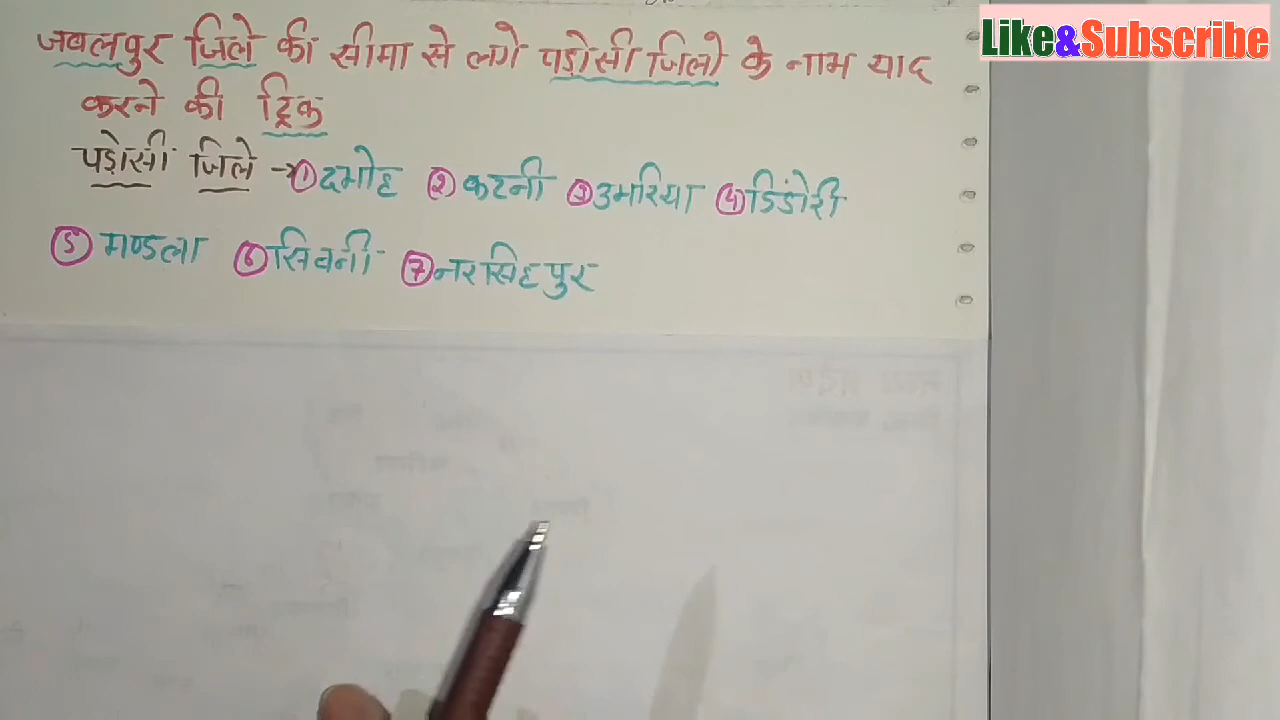 Like&Subscribe
जबलपुर जिले की सीमा से लगे पड़ोसी जिलो के नाम याद
करने की ट्रिक
पड़ोसी जिले → ① दमोह ② कटनी ③ उमरिया ④ डिंडोरी
⑤ मण्डला ⑥ सिवनी ⑦ नरसिंहपुर